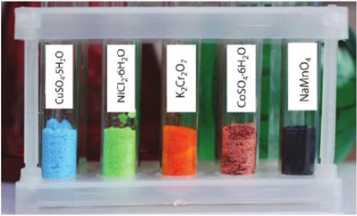 CuSO₄·5H₂O
NiCl₂·6H₂O
K₂Cr₂O₇
CoSO₄·6H₂O
NaMnO₄